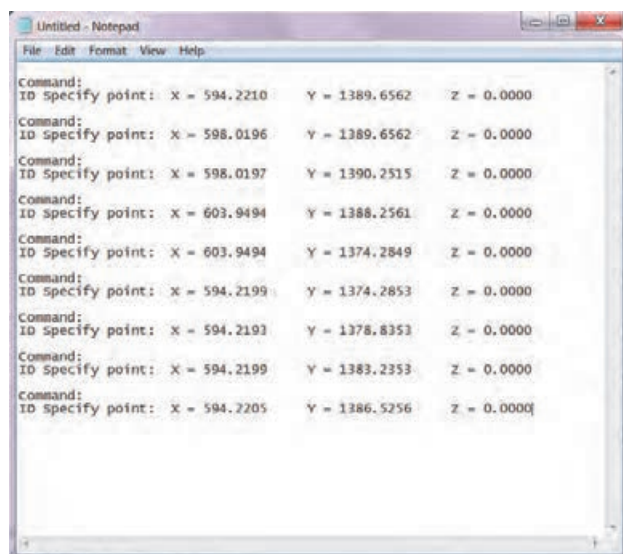 Untitled - Notepad
File Edit Format View Help
Command:
ID Specify point: X = 594.2210 Y = 1389.6562 Z = 0.0000
Command:
ID Specify point: X = 598.0196 Y = 1389.6562 Z = 0.0000
Command:
ID Specify point: X = 598.0197 Y = 1390.2515 Z = 0.0000
Command:
ID Specify point: X = 603.9494 Y = 1388.2561 Z = 0.0000
Command:
ID Specify point: X = 603.9494 Y = 1374.2849 Z = 0.0000
Command:
ID Specify point: X = 594.2199 Y = 1374.2853 Z = 0.0000
Command:
ID Specify point: X = 594.2193 Y = 1378.8353 Z = 0.0000
Command:
ID Specify point: X = 594.2199 Y = 1383.2353 Z = 0.0000
Command:
ID Specify point: X = 594.2205 Y = 1386.5256 Z = 0.0000